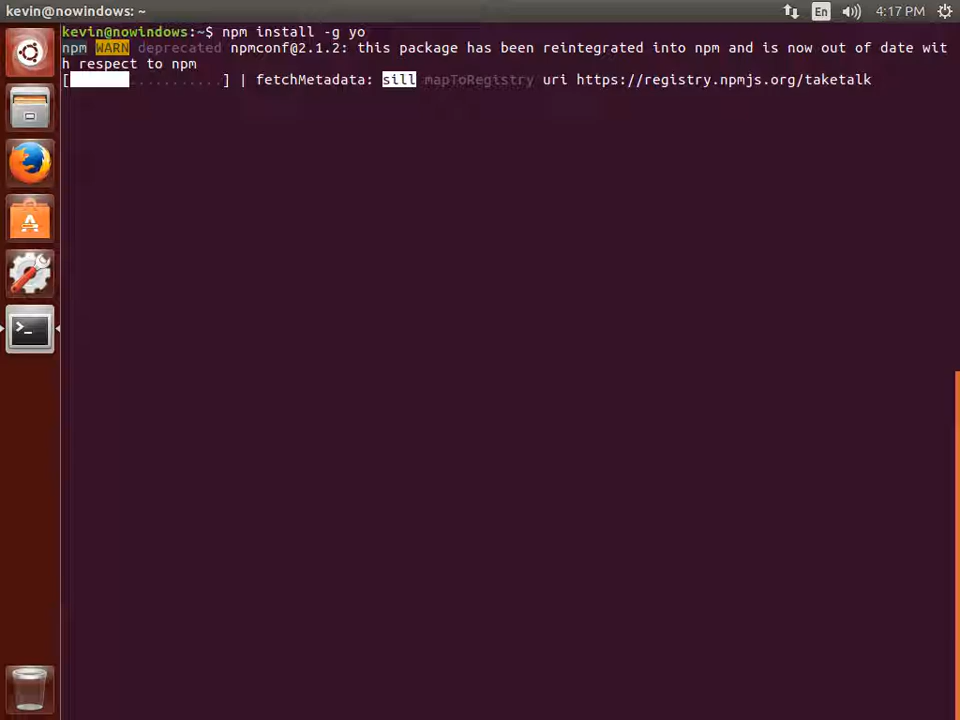 kevin@nowindows: ~
En
4:17 PM
kevin@nowindows:~$ npm install -g yo
npm WARN deprecated npmconf@2.1.2: this package has been reintegrated into npm and is now out of date wit
h respect to npm
[       ...........] | fetchMetadata: sill mapToRegistry uri https://registry.npmjs.org/taketalk